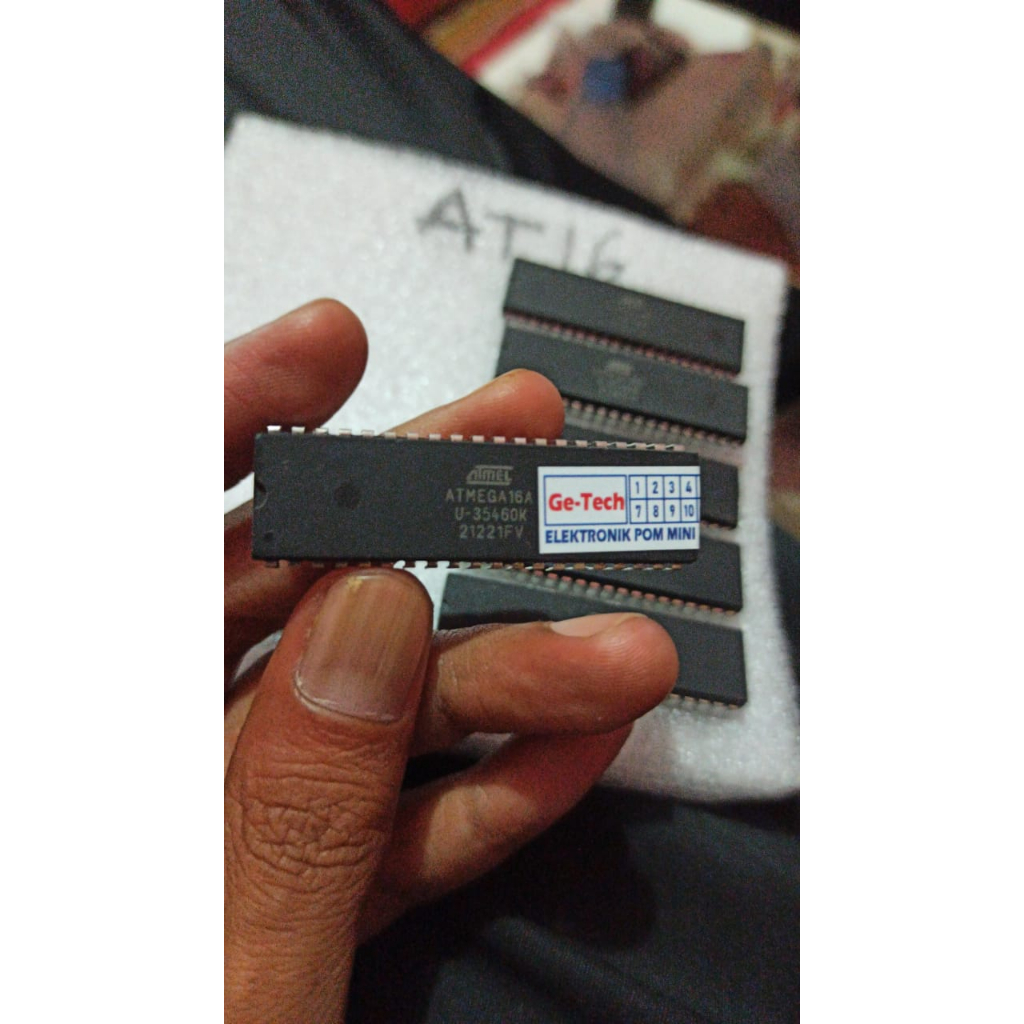 AT16
ATMEL
ATMEGA16A
U-35460K
21221FV
Ge-Tech
1 2 3 4
7 8 9 10
ELEKTRONIK POM MINI